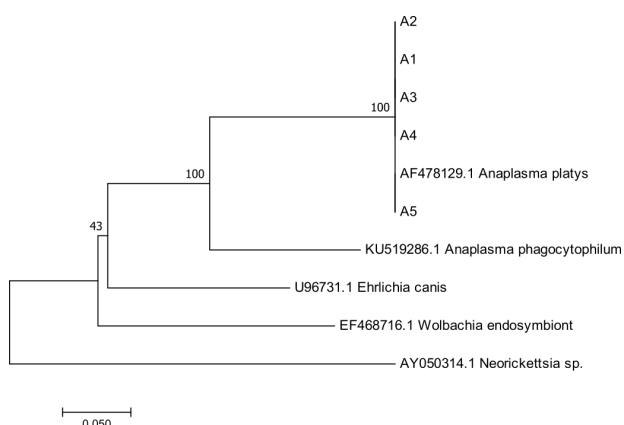 A2
A1
A3
100
A4
AF478129.1 Anaplasma platys
100
A5
43
KU519286.1 Anaplasma phagocytophilum
U96731.1 Ehrlichia canis
EF468716.1 Wolbachia endosymbiont
AY050314.1 Neorickettsia sp.
0.050